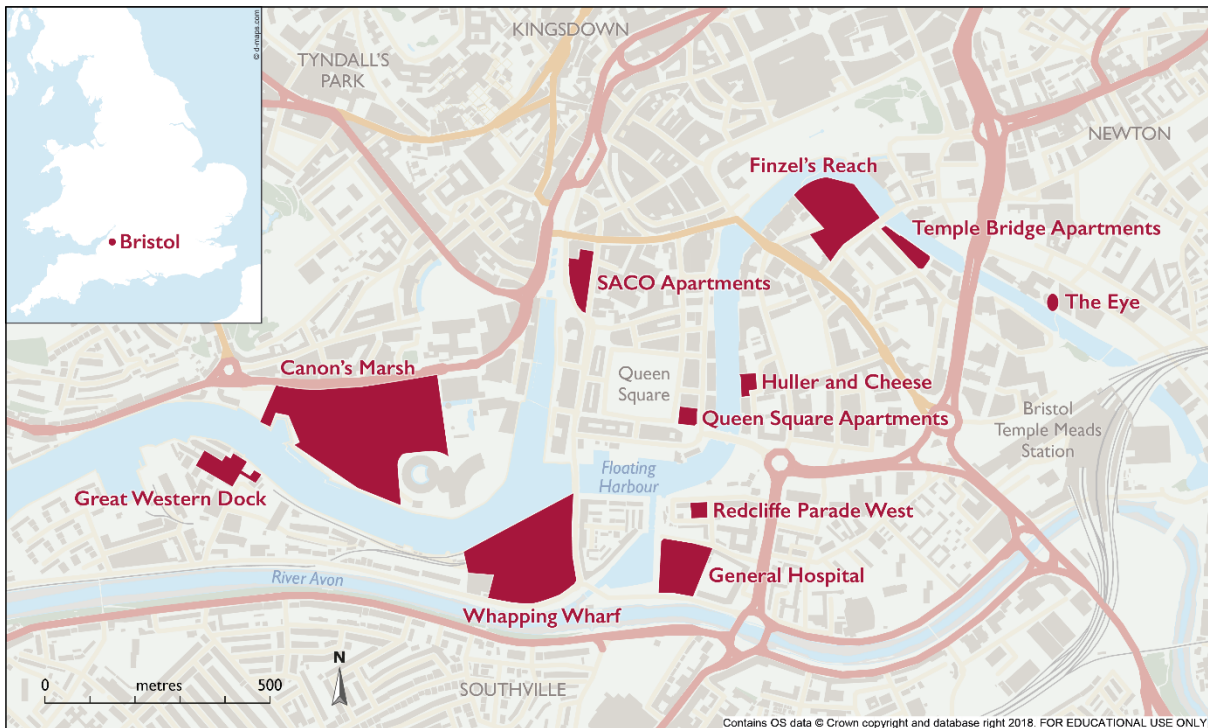 © d-maps.com
Bristol
TYNDALL'S
PARK
KINGSDOWN
NEWTON
Finzel's Reach
Temple Bridge Apartments
SACO Apartments
The Eye
Canon's Marsh
Queen
Square
Huller and Cheese
Queen Square Apartments
Bristol
Temple Meads
Station
Great Western Dock
Floating
Harbour
Redcliffe Parade West
General Hospital
River Avon
Whapping Wharf
N
0 metres 500
SOUTHVILLE
Contains OS data © Crown copyright and database right 2018. FOR EDUCATIONAL USE ONLY